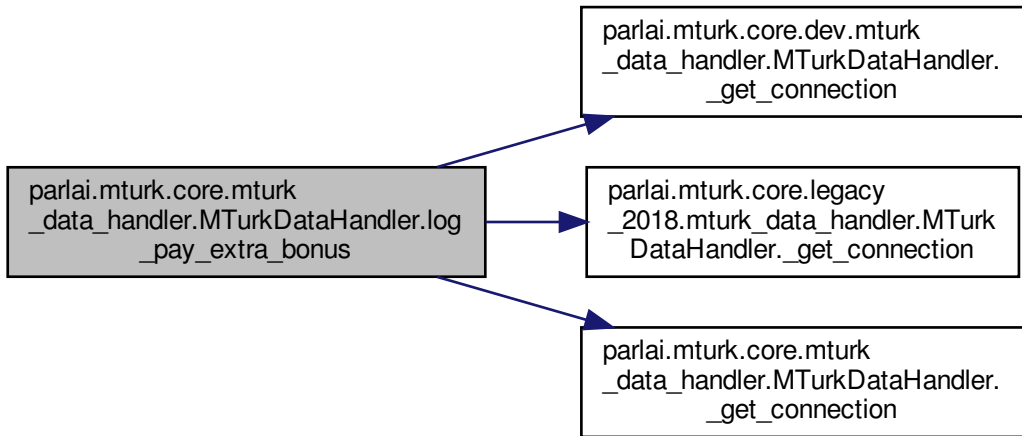 parlai.mturk.core.mturk
_data_handler.MTurkDataHandler.log
_pay_extra_bonus
parlai.mturk.core.dev.mturk
_data_handler.MTurkDataHandler.
_get_connection
parlai.mturk.core.legacy
_2018.mturk_data_handler.MTurk
DataHandler._get_connection
parlai.mturk.core.mturk
_data_handler.MTurkDataHandler.
_get_connection